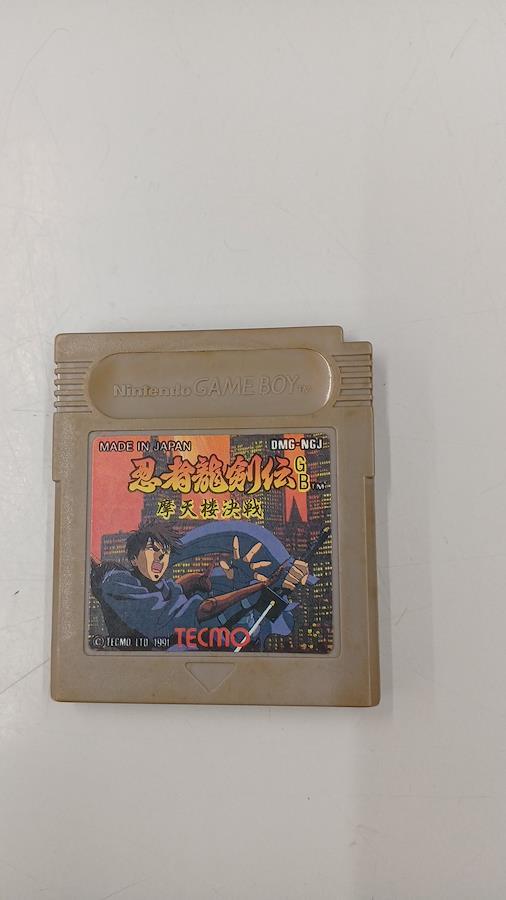 Nintendo GAME BOY TM
MADE IN JAPAN DMG-NGJ
忍者龍剣伝GB TM
摩天楼決戦
© TECMO LTD 1991 TECMO